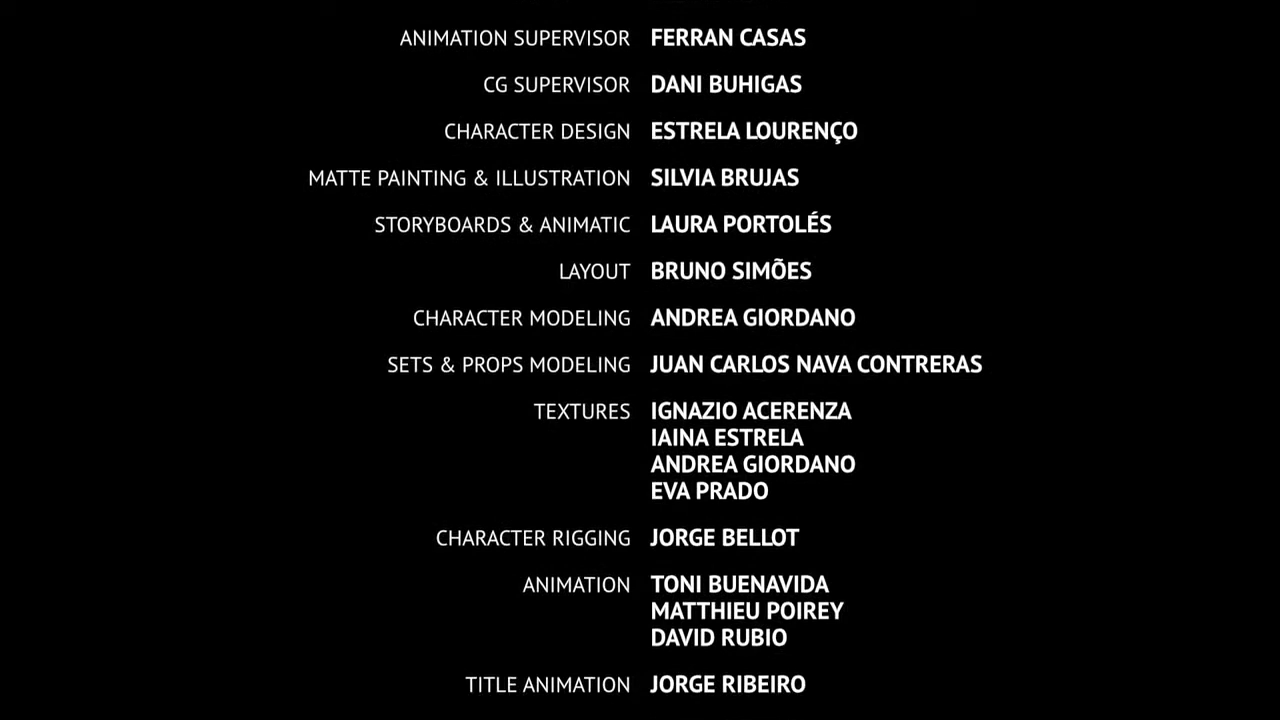 ANIMATION SUPERVISOR FERRAN CASAS
CG SUPERVISOR DANI BUHIGAS
CHARACTER DESIGN ESTRELA LOURENÇO
MATTE PAINTING & ILLUSTRATION SILVIA BRUJAS
STORYBOARDS & ANIMATIC LAURA PORTOLÉS
LAYOUT BRUNO SIMÕES
CHARACTER MODELING ANDREA GIORDANO
SETS & PROPS MODELING JUAN CARLOS NAVA CONTRERAS
TEXTURES IGNAZIO ACERENZA
IAINA ESTRELA
ANDREA GIORDANO
EVA PRADO
CHARACTER RIGGING JORGE BELLOT
ANIMATION TONI BUENAVIDA
MATTHIEU POIREY
DAVID RUBIO
TITLE ANIMATION JORGE RIBEIRO